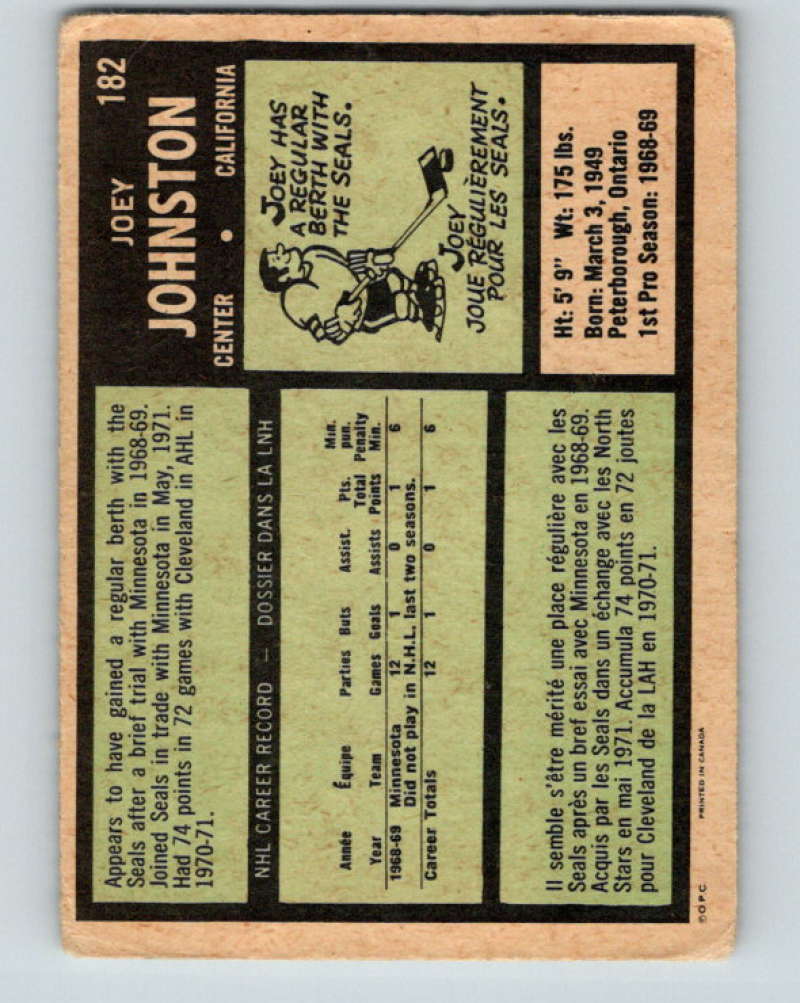 182
JOEY
JOHNSTON
CENTER • CALIFORNIA
Appears to have gained a regular berth with the
Seals after a brief trial with Minnesota in 1968-69.
Joined Seals in trade with Minnesota in May, 1971.
Had 74 points in 72 games with Cleveland in AHL in
1970-71.
JOEY HAS
A REGULAR
BERTH WITH
THE SEALS.
JOEY
JOUE RÉGULIÈREMENT
POUR LES SEALS.
NHL CAREER RECORD — DOSSIER DANS LA LNH
Min.
Pts. pun.
Année Équipe Parties Buts Assist. Total Penalty
Year Team Games Goals Assists Points Min.
1968-69 Minnesota 12 1 0 1 6
Did not play in N.H.L. last two seasons.
Career Totals 12 1 0 1 6
Ht: 5' 9" Wt: 175 lbs.
Born: March 3, 1949
Peterborough, Ontario
1st Pro Season: 1968-69
Il semble s'être mérité une place régulière avec les
Seals après un bref essai avec Minnesota en 1968-69.
Acquis par les Seals dans un échange avec les North
Stars en mai 1971. Accumula 74 points en 72 joutes
pour Cleveland de la LAH en 1970-71.
©O.P.C. PRINTED IN CANADA